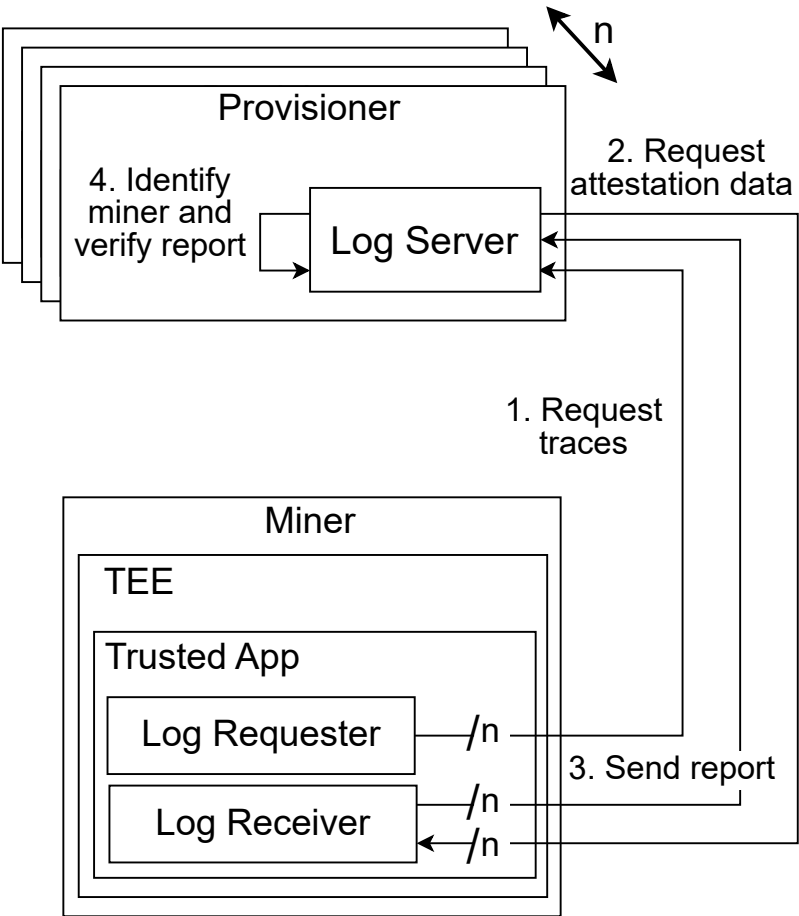 n
Provisioner
2. Request
attestation data
4. Identify
miner and
verify report
Log Server
1. Request
traces
Miner
TEE
Trusted App
Log Requester
/n
3. Send report
Log Receiver
/n
/n